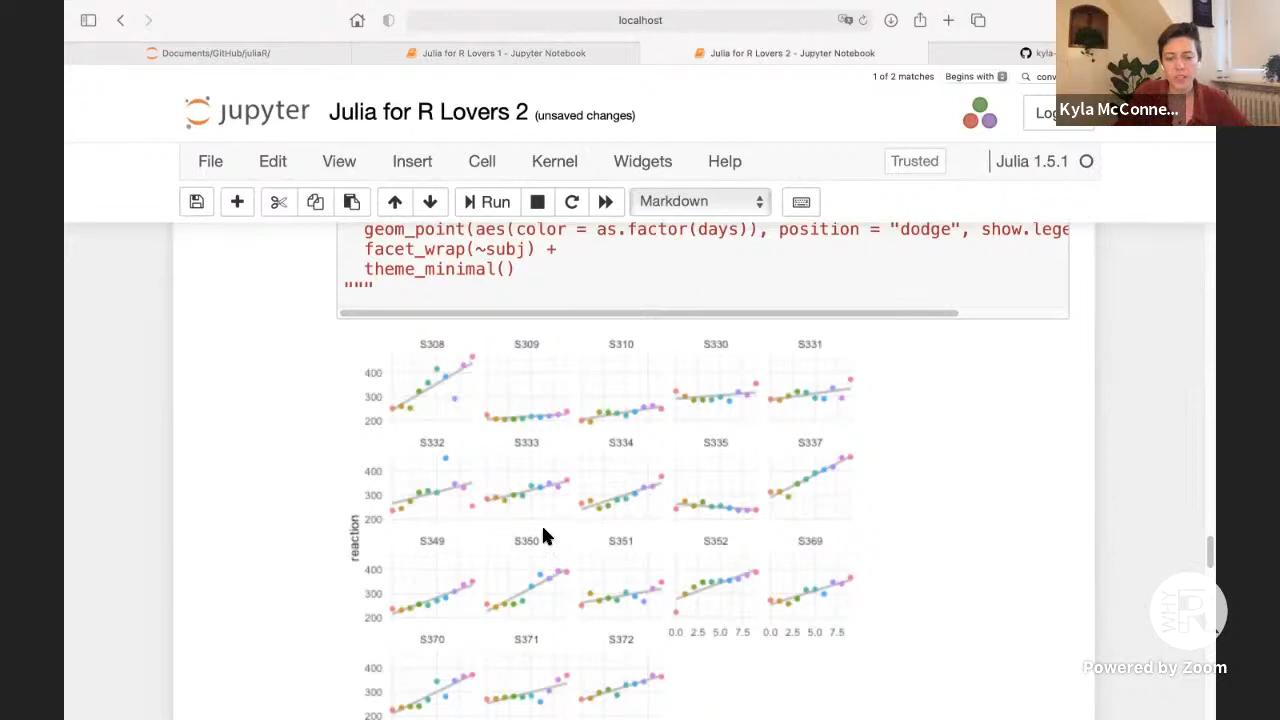 localhost
Documents/GitHub/juliaR/
Julia for R Lovers 1 - Jupyter Notebook
Julia for R Lovers 2 - Jupyter Notebook
kyla-
1 of 2 matches
Begins with
conv
Kyla McConne...
jupyter
Julia for R Lovers 2 (unsaved changes)
Log
File Edit View Insert Cell Kernel Widgets Help
Trusted
Julia 1.5.1
Run
Markdown
geom_point(aes(color = as.factor(days)), position = "dodge", show.lege
facet_wrap(~subj) +
theme_minimal()
"""
S308 S309 S310 S330 S331
400
300
200
S332 S333 S334 S335 S337
400
300
200
reaction
S349 S350 S351 S352 S369
400
300
200
0.0 2.5 5.0 7.5 0.0 2.5 5.0 7.5
S370 S371 S372
400
300
200
WHY R
Powered by Zoom